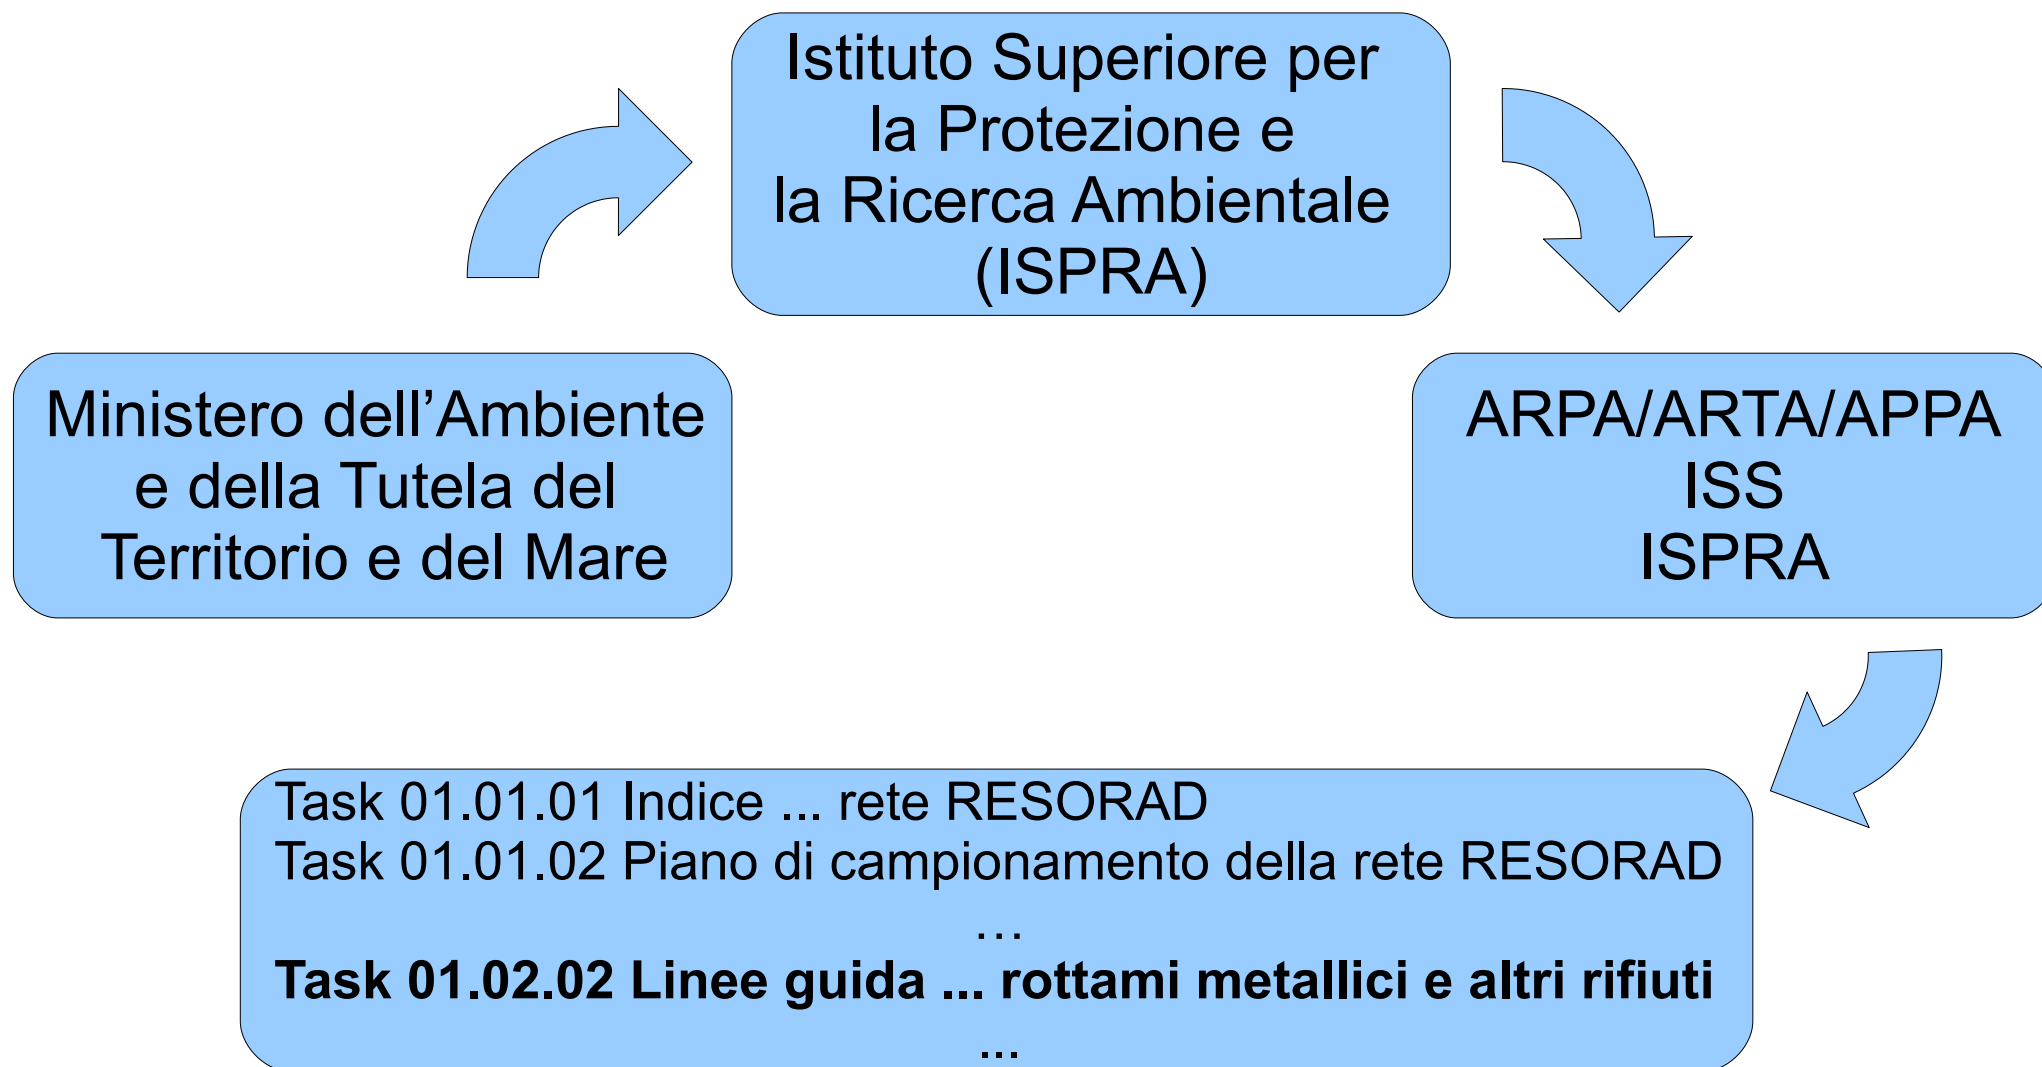 Istituto Superiore per
la Protezione e
la Ricerca Ambientale
(ISPRA)
Ministero dell’Ambiente
e della Tutela del
Territorio e del Mare
ARPA/ARTA/APPA
ISS
ISPRA
Task 01.01.01 Indice ... rete RESORAD
Task 01.01.02 Piano di campionamento della rete RESORAD
…
Task 01.02.02 Linee guida ... rottami metallici e altri rifiuti
...